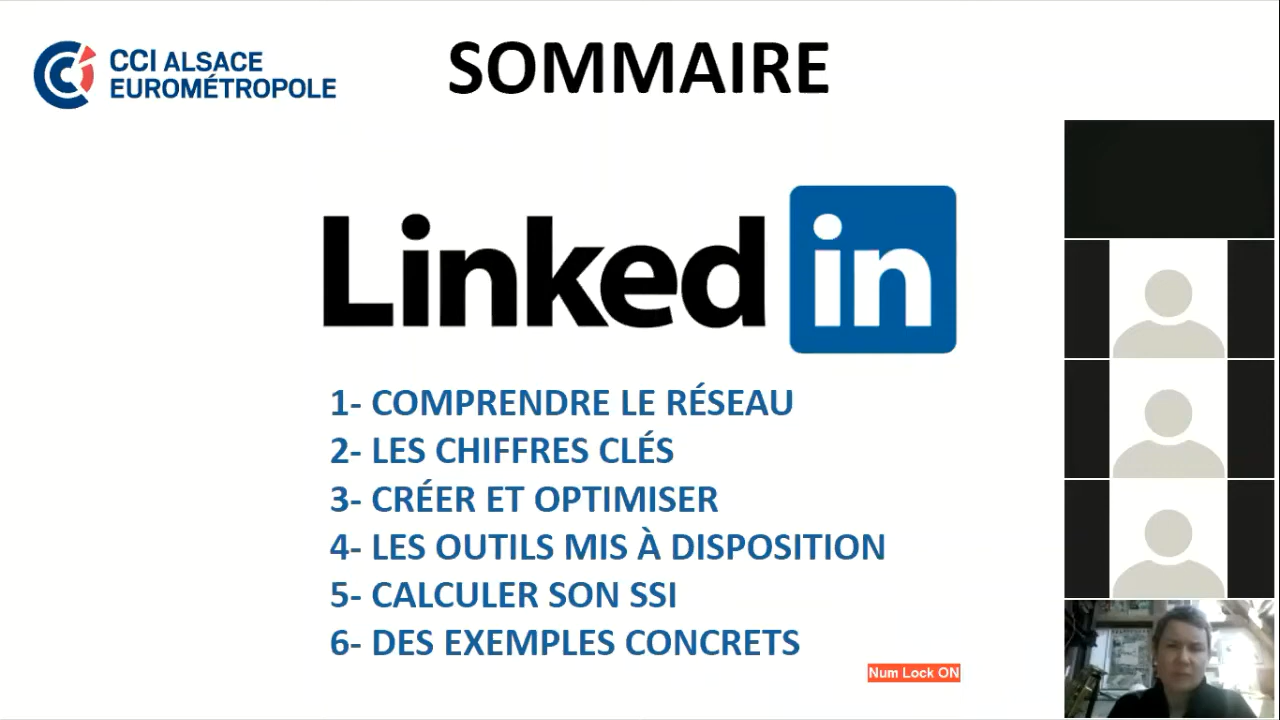 CCI ALSACE
EUROMÉTROPOLE
SOMMAIRE
Linked in
1- COMPRENDRE LE RÉSEAU
2- LES CHIFFRES CLÉS
3- CRÉER ET OPTIMISER
4- LES OUTILS MIS À DISPOSITION
5- CALCULER SON SSI
6- DES EXEMPLES CONCRETS
Num Lock ON